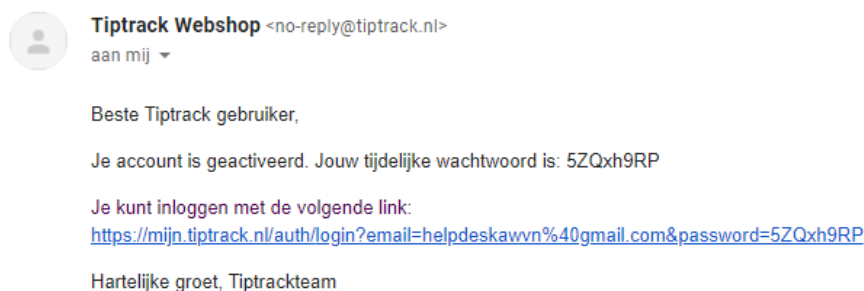 Tiptrack Webshop <no-reply@tiptrack.nl>
aan mij
Beste Tiptrack gebruiker,
Je account is geactiveerd. Jouw tijdelijke wachtwoord is: 5ZQxh9RP
Je kunt inloggen met de volgende link:
https://mijn.tiptrack.nl/auth/login?email=helpdeskawvn%40gmail.com&password=5ZQxh9RP
Hartelijke groet, Tiptrackteam